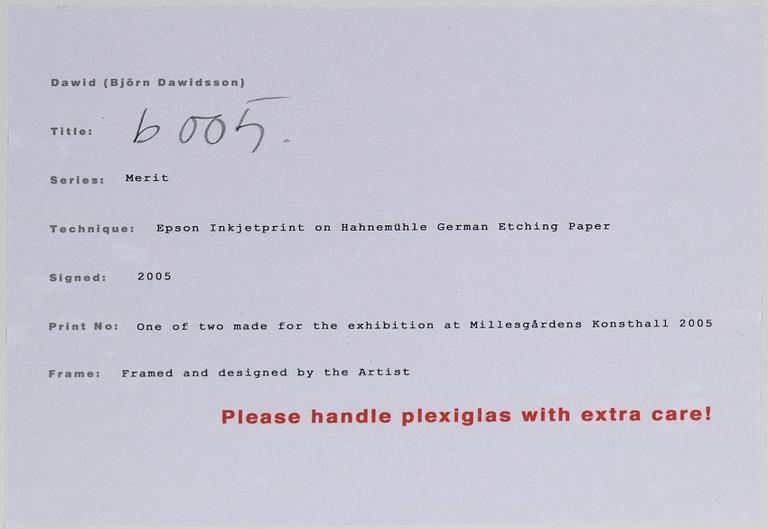 Dawid (Björn Dawidsson)
Title: b 005.
Series: Merit
Technique: Epson Inkjetprint on Hahnemühle German Etching Paper
Signed: 2005
Print No: One of two made for the exhibition at Millesgårdens Konsthall 2005
Frame: Framed and designed by the Artist
Please handle plexiglas with extra care!